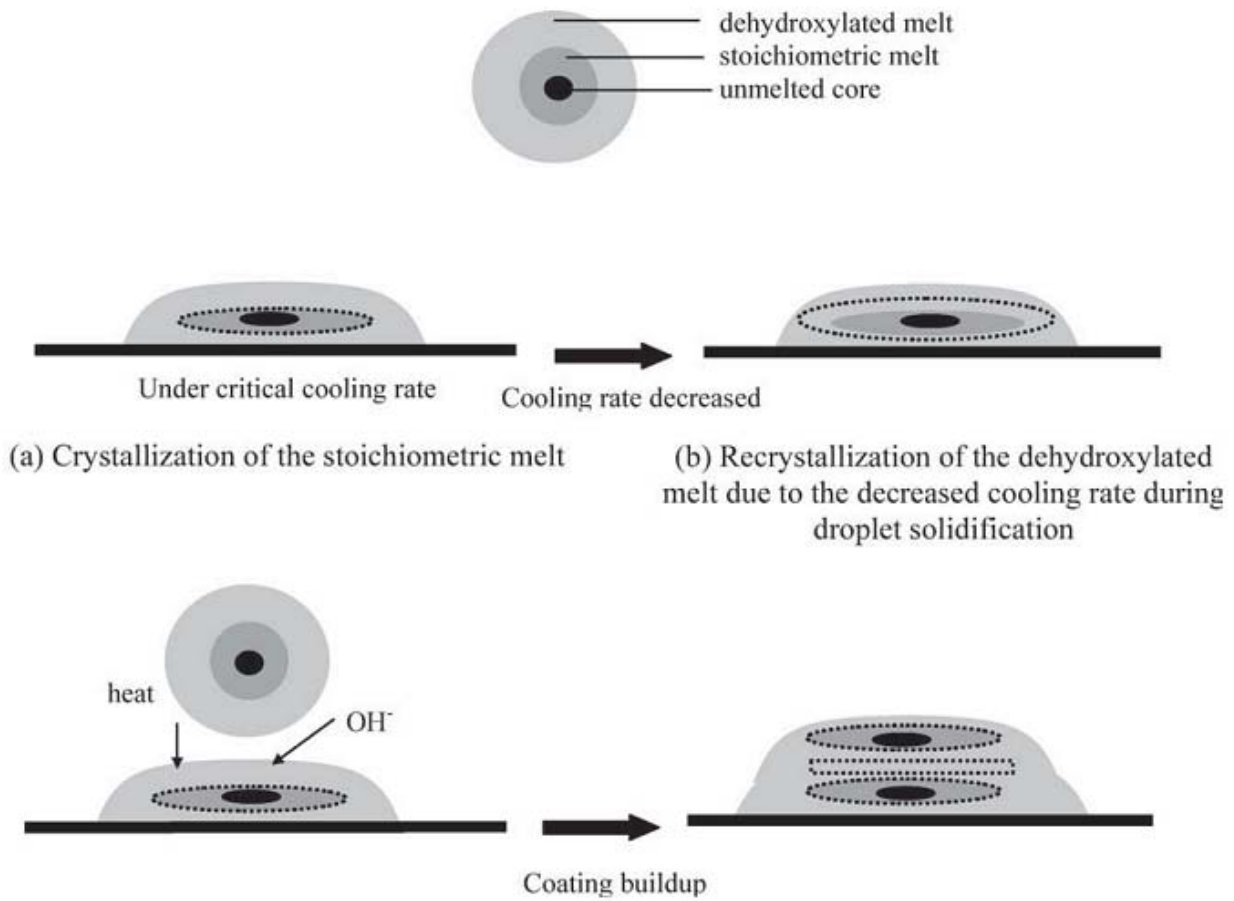 dehydroxylated melt
stoichiometric melt
unmelted core
Under critical cooling rate
Cooling rate decreased
(a) Crystallization of the stoichiometric melt
(b) Recrystallization of the dehydroxylated
melt due to the decreased cooling rate during
droplet solidification
heat
OH⁻
Coating buildup